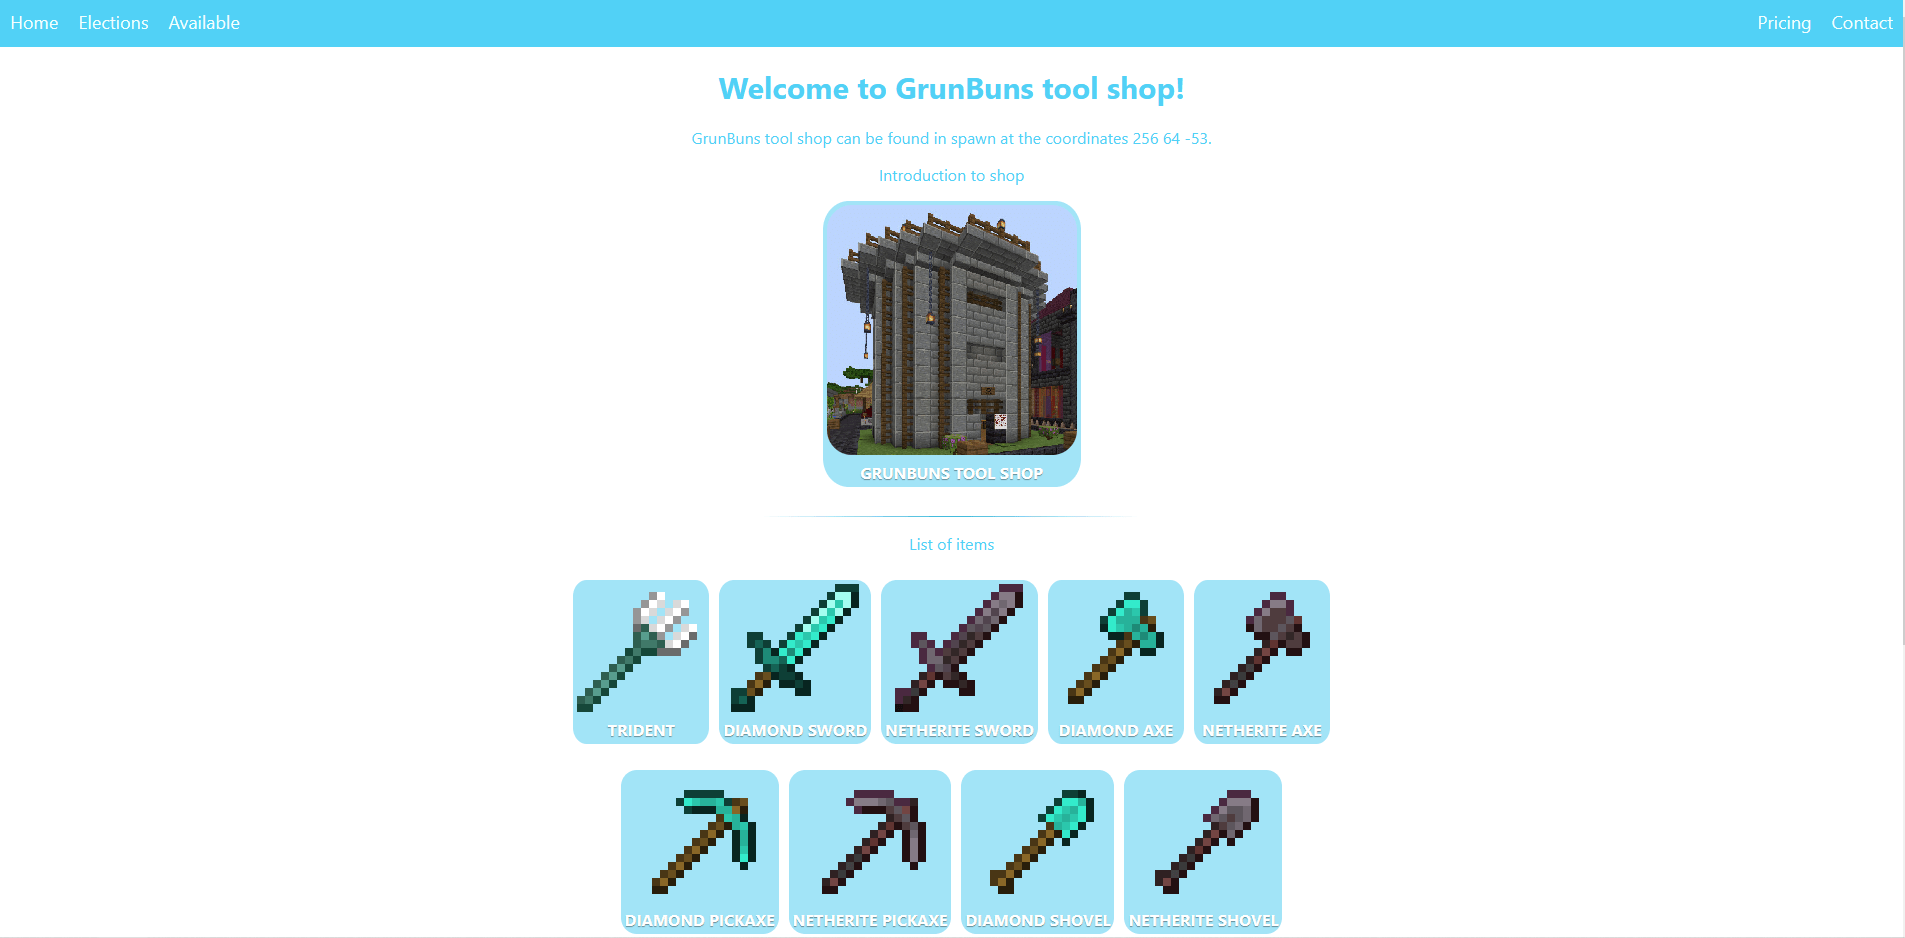 Home Elections Available Pricing Contact
Welcome to GrunBuns tool shop!
GrunBuns tool shop can be found in spawn at the coordinates 256 64 -53.
Introduction to shop
GRUNBUNS TOOL SHOP
List of items
TRIDENT DIAMOND SWORD NETHERITE SWORD DIAMOND AXE NETHERITE AXE
DIAMOND PICKAXE NETHERITE PICKAXE DIAMOND SHOVEL NETHERITE SHOVEL